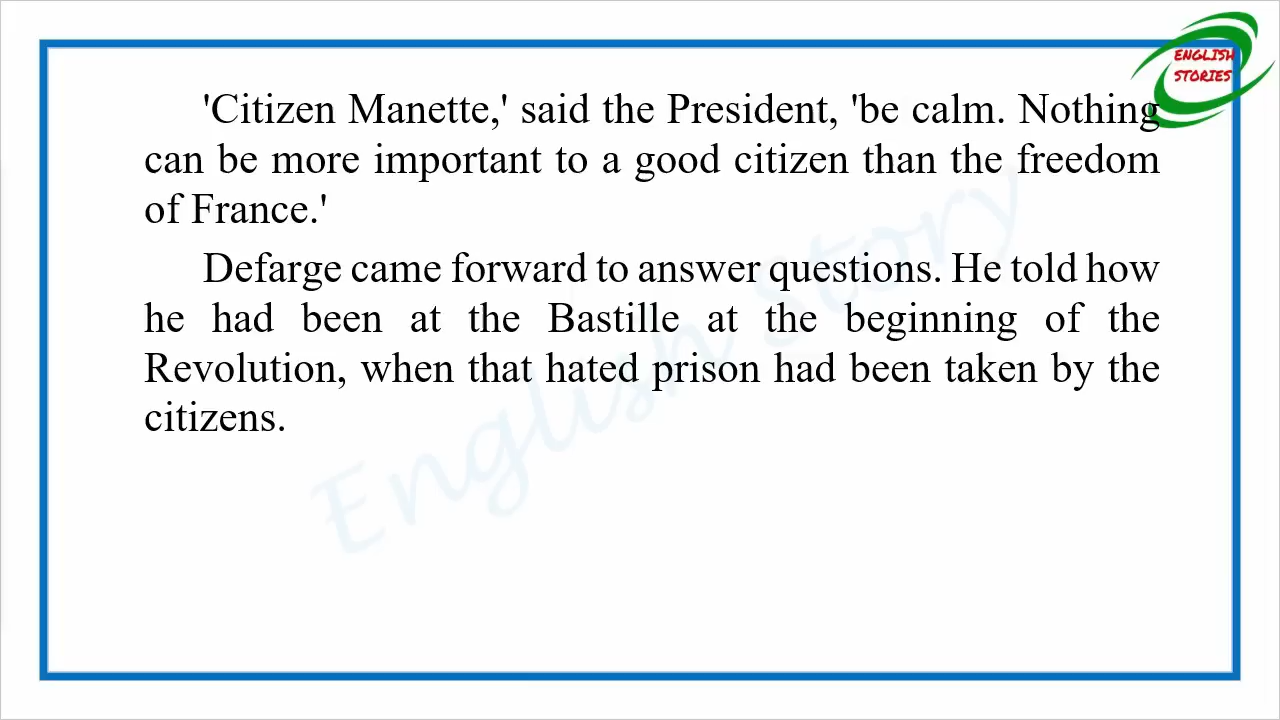 ENGLISH
STORIES
'Citizen Manette,' said the President, 'be calm. Nothing
can be more important to a good citizen than the freedom
of France.'
Defarge came forward to answer questions. He told how
he had been at the Bastille at the beginning of the
Revolution, when that hated prison had been taken by the
citizens.
English Story